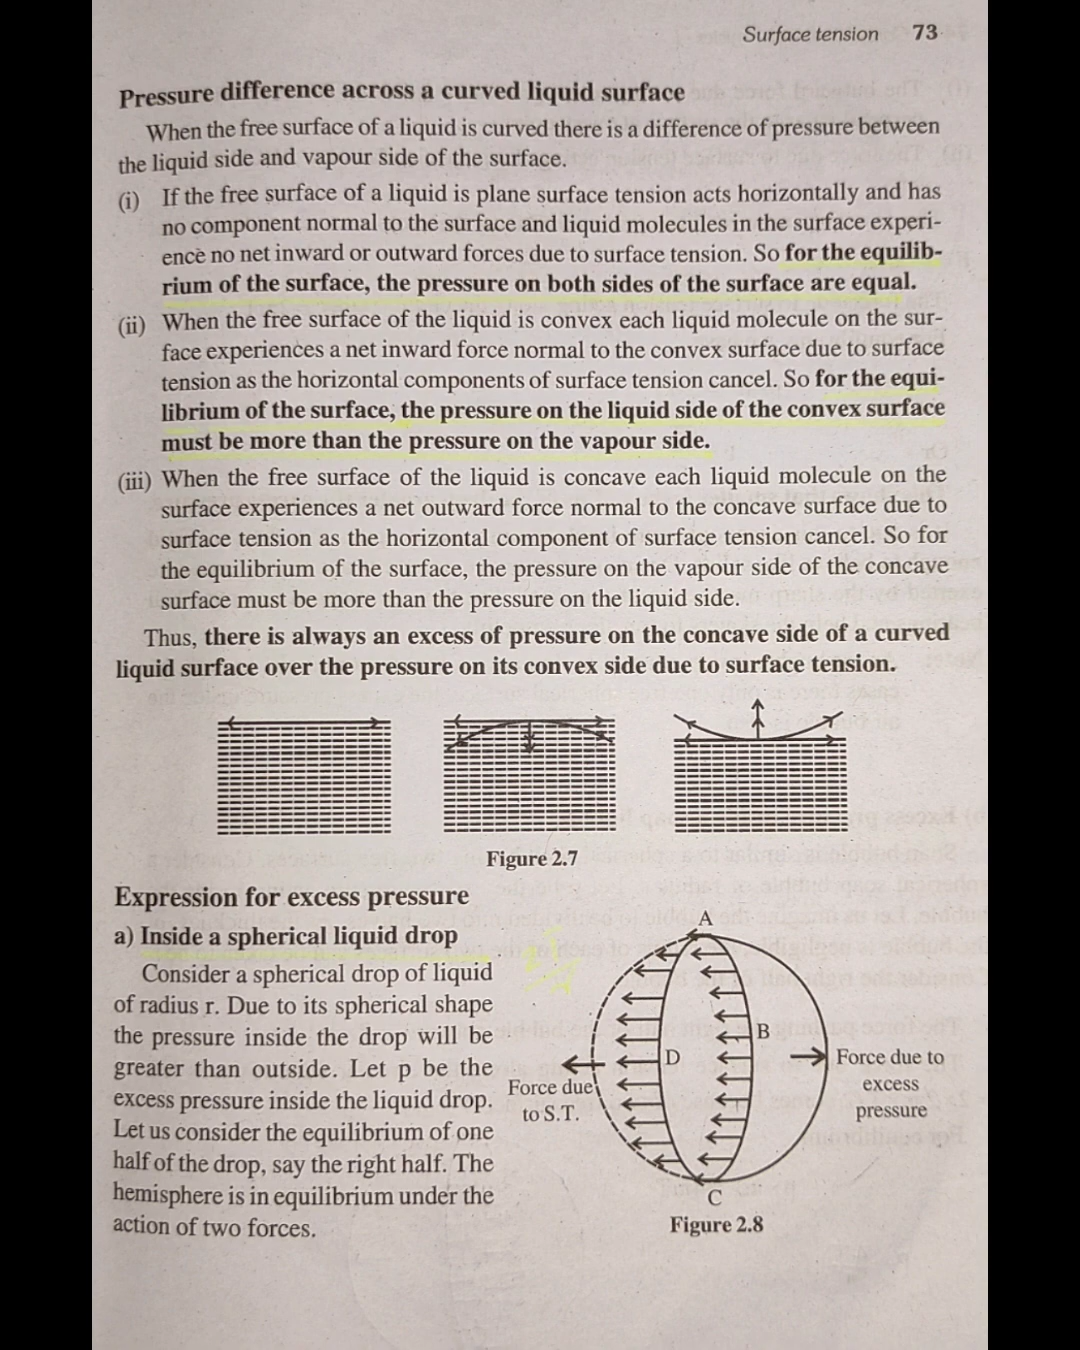 Surface tension 73
Pressure difference across a curved liquid surface
When the free surface of a liquid is curved there is a difference of pressure between
the liquid side and vapour side of the surface.
(i) If the free surface of a liquid is plane surface tension acts horizontally and has
no component normal to the surface and liquid molecules in the surface experi-
ence no net inward or outward forces due to surface tension. So for the equilib-
rium of the surface, the pressure on both sides of the surface are equal.
(ii) When the free surface of the liquid is convex each liquid molecule on the sur-
face experiences a net inward force normal to the convex surface due to surface
tension as the horizontal components of surface tension cancel. So for the equi-
librium of the surface, the pressure on the liquid side of the convex surface
must be more than the pressure on the vapour side.
(iii) When the free surface of the liquid is concave each liquid molecule on the
surface experiences a net outward force normal to the concave surface due to
surface tension as the horizontal component of surface tension cancel. So for
the equilibrium of the surface, the pressure on the vapour side of the concave
surface must be more than the pressure on the liquid side.
Thus, there is always an excess of pressure on the concave side of a curved
liquid surface over the pressure on its convex side due to surface tension.
Figure 2.7
Expression for excess pressure
a) Inside a spherical liquid drop
Consider a spherical drop of liquid
of radius r. Due to its spherical shape
the pressure inside the drop will be
greater than outside. Let p be the
excess pressure inside the liquid drop.
Let us consider the equilibrium of one
half of the drop, say the right half. The
hemisphere is in equilibrium under the
action of two forces.
A
B
D
Force due to
excess
pressure
Force due
to S.T.
C
Figure 2.8